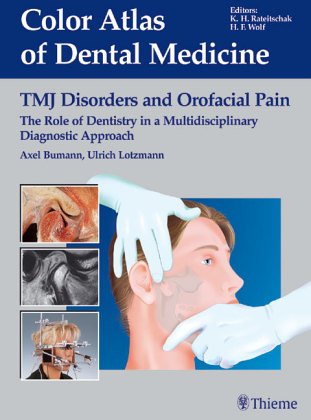 Color Atlas
of Dental Medicine
Editors:
K. H. Rateitschak
H. F. Wolf
TMJ Disorders and Orofacial Pain
The Role of Dentistry in a Multidisciplinary
Diagnostic Approach
Axel Bumann, Ulrich Lotzmann
Thieme